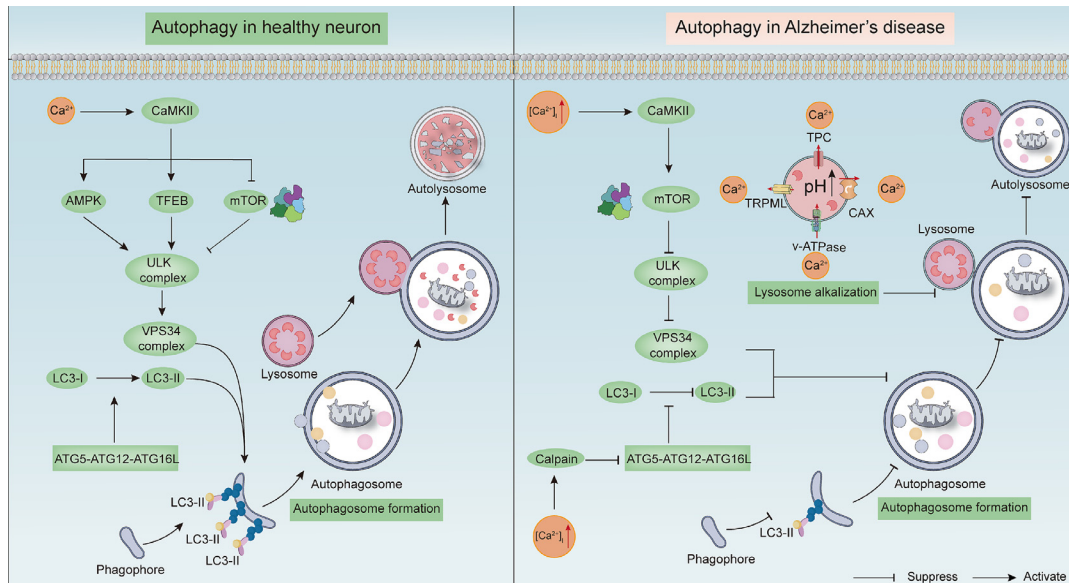 Autophagy in healthy neuron
Ca²⁺
CaMKII
AMPK
TFEB
mTOR
ULK
complex
VPS34
complex
LC3-I
LC3-II
ATG5-ATG12-ATG16L
Phagophore
LC3-II
LC3-II
LC3-II
Autophagosome formation
Autophagosome
Lysosome
Autolysosome
Autophagy in Alzheimer's disease
[Ca²⁺]ᵢ
CaMKII
mTOR
ULK
complex
VPS34
complex
LC3-I
LC3-II
Calpain
ATG5-ATG12-ATG16L
[Ca²⁺]ᵢ
Ca²⁺
TPC
Ca²⁺
TRPML
pH
CAX
Ca²⁺
v-ATPase
Ca²⁺
Lysosome alkalization
Lysosome
Autolysosome
Autophagosome
Autophagosome formation
LC3-II
Phagophore
Suppress
Activate